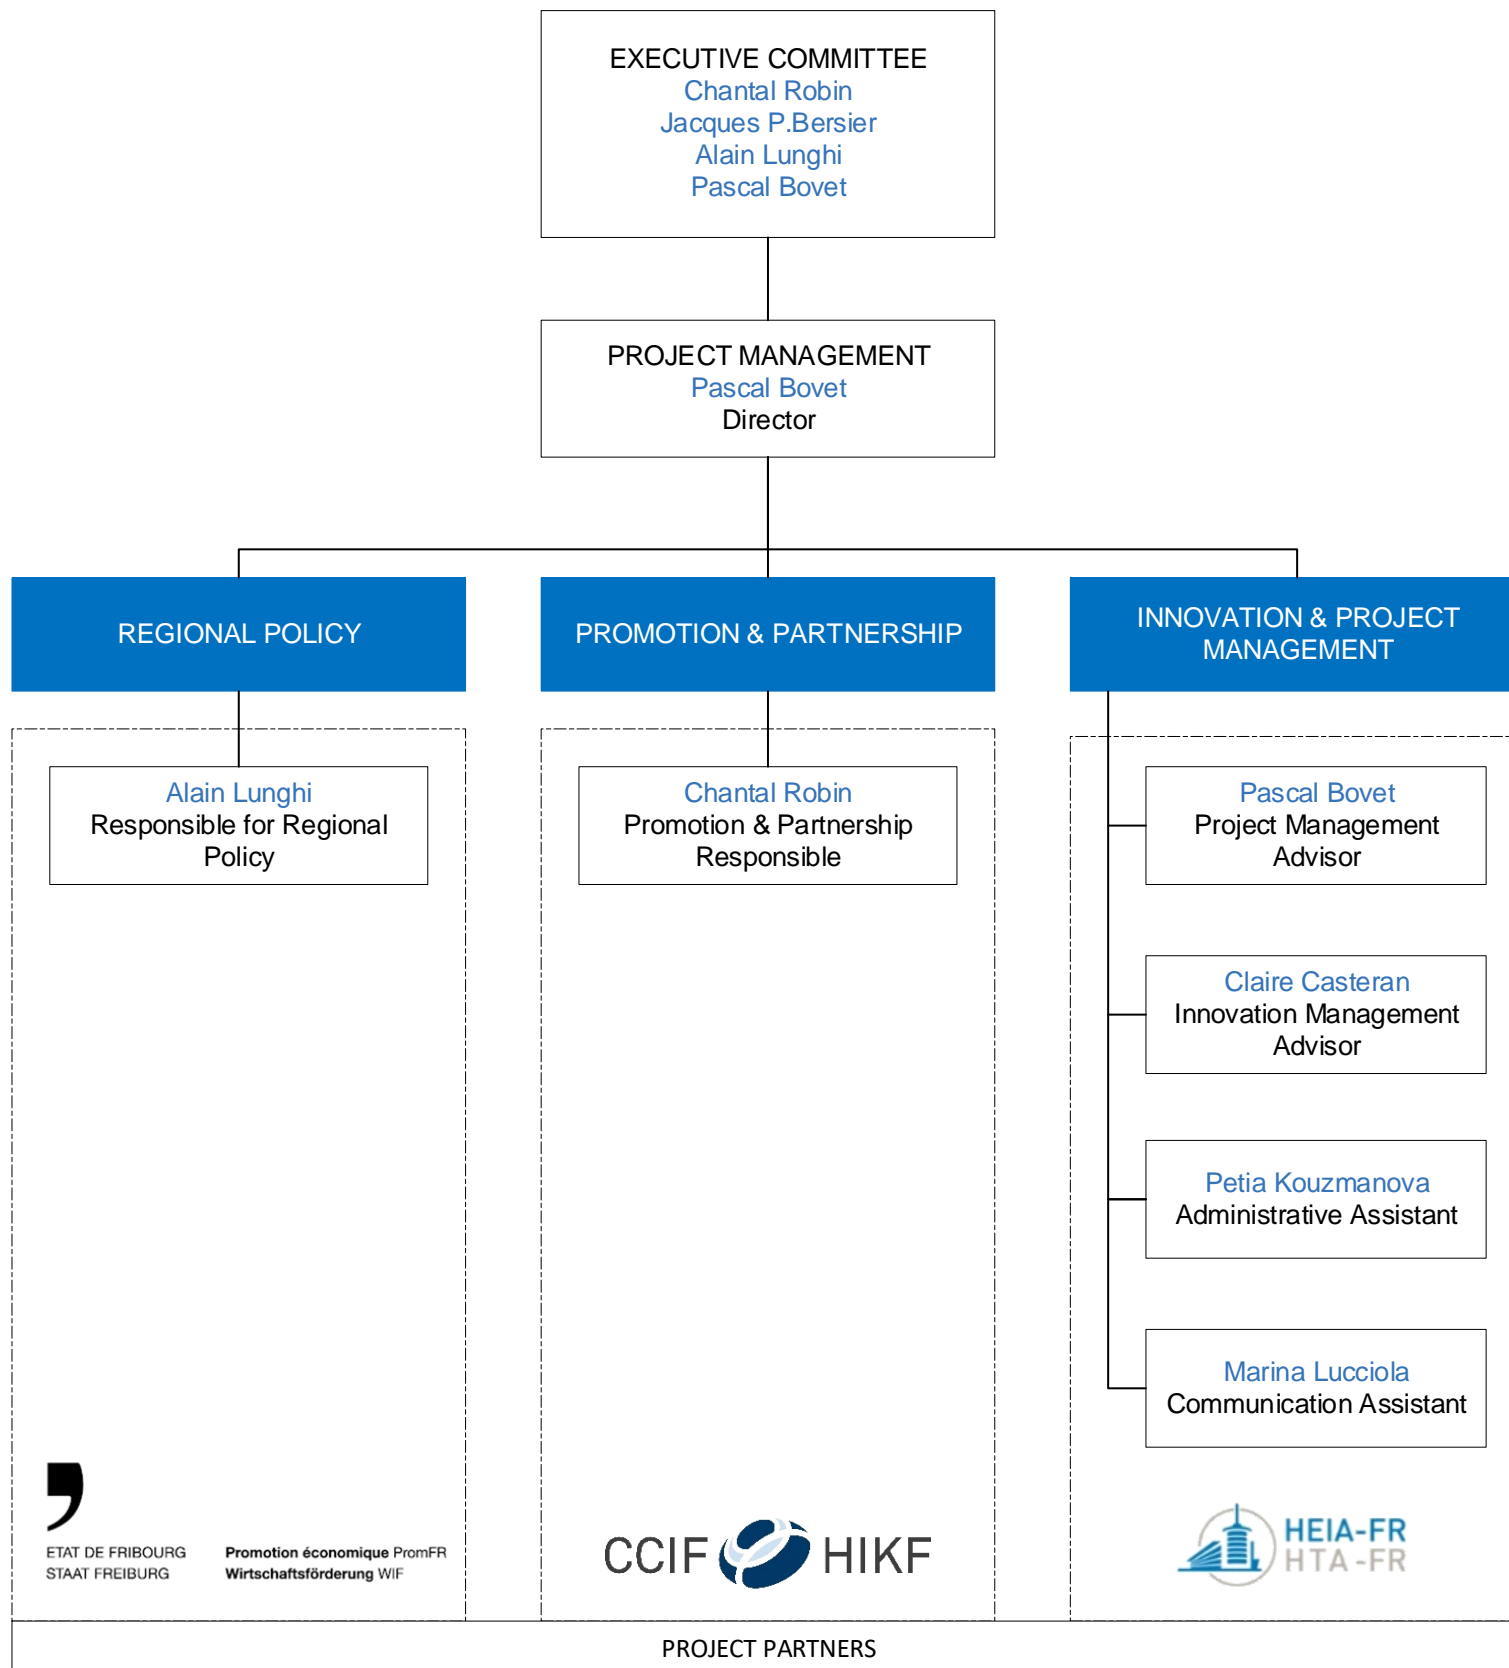 EXECUTIVE COMMITTEE
Chantal Robin
Jacques P.Bersier
Alain Lunghi
Pascal Bovet
PROJECT MANAGEMENT
Pascal Bovet
Director
REGIONAL POLICY
PROMOTION & PARTNERSHIP
INNOVATION & PROJECT
MANAGEMENT
Alain Lunghi
Responsible for Regional
Policy
Chantal Robin
Promotion & Partnership
Responsible
Pascal Bovet
Project Management
Advisor
Claire Casteran
Innovation Management
Advisor
Petia Kouzmanova
Administrative Assistant
Marina Lucciola
Communication Assistant
ETAT DE FRIBOURG
STAAT FREIBURG
Promotion économique PromFR
Wirtschaftsförderung WIF
CCIF HIKF
HEIA-FR
HTA-FR
PROJECT PARTNERS